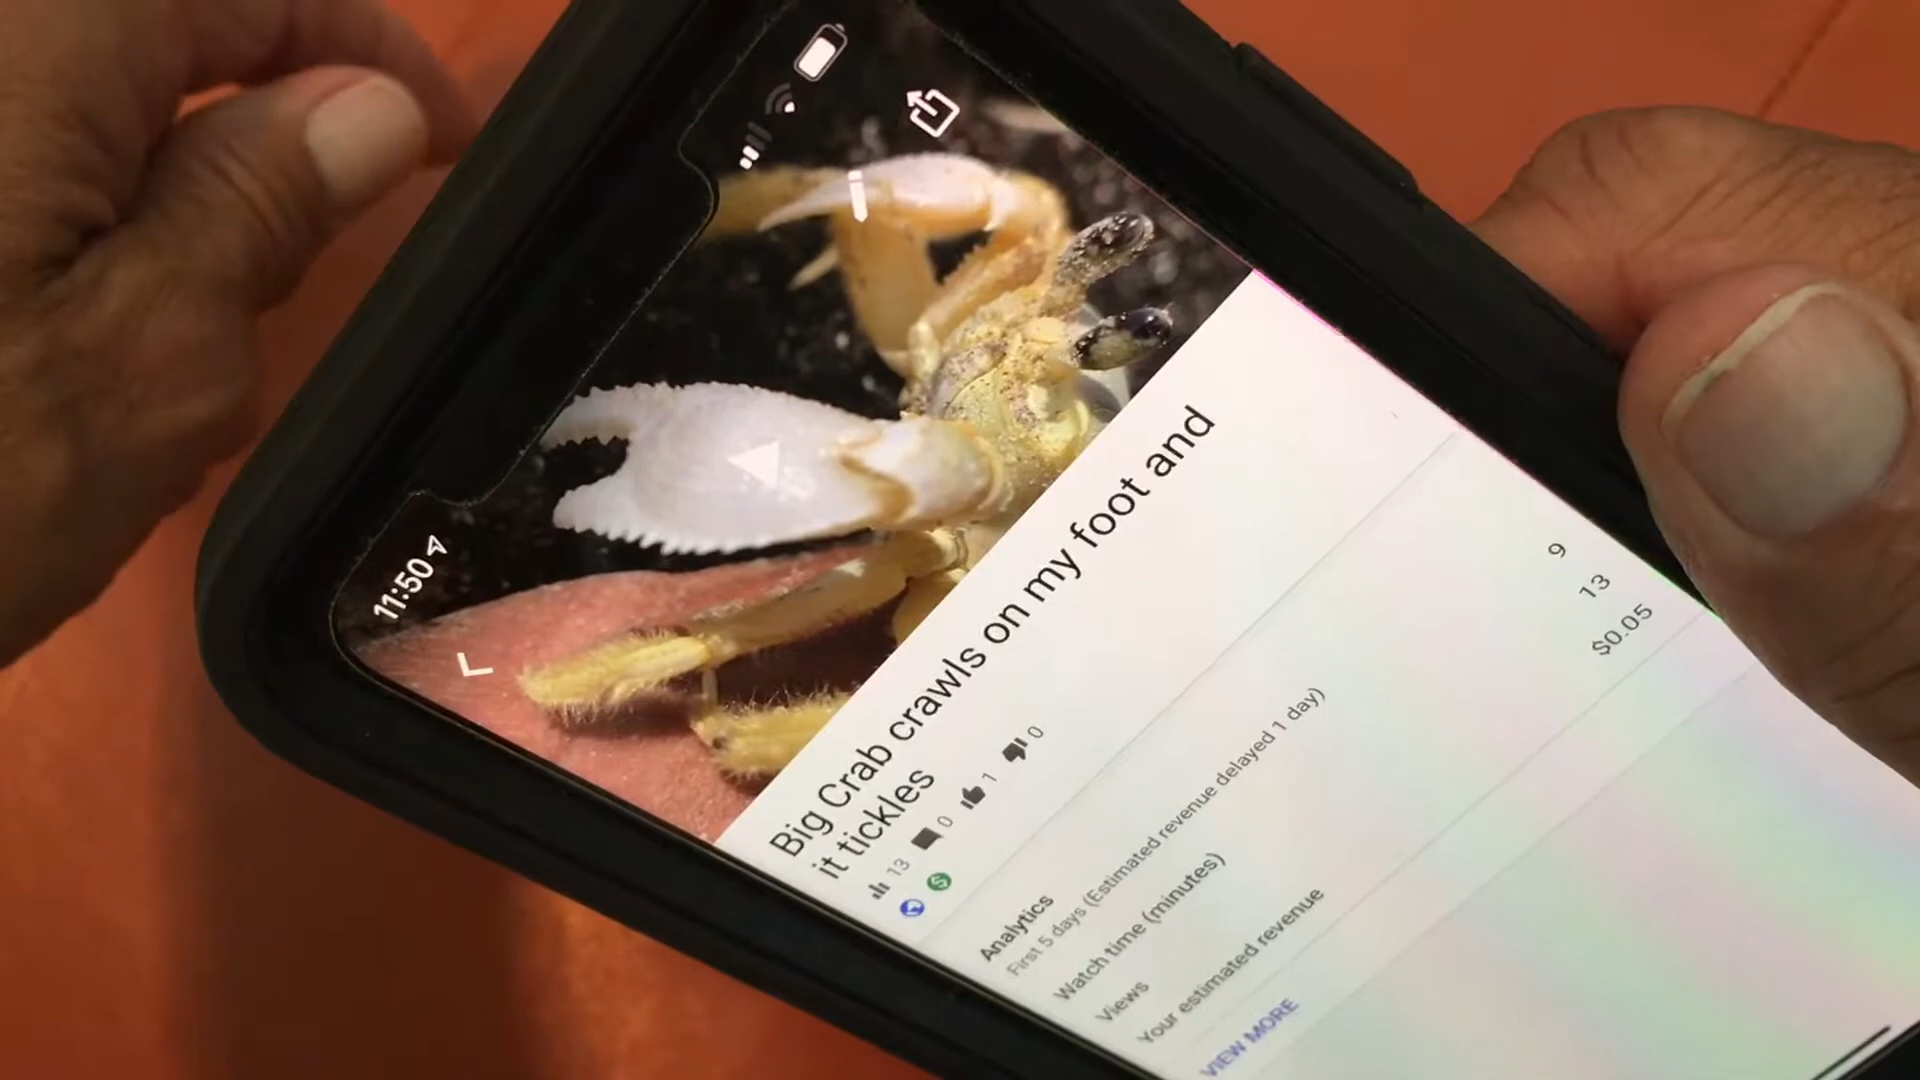 11:50
Big Crab crawls on my foot and
it tickles
13 0 1 0
Analytics
First 5 days (Estimated revenue delayed 1 day)
Watch time (minutes) 9
Views 13
Your estimated revenue $0.05
VIEW MORE